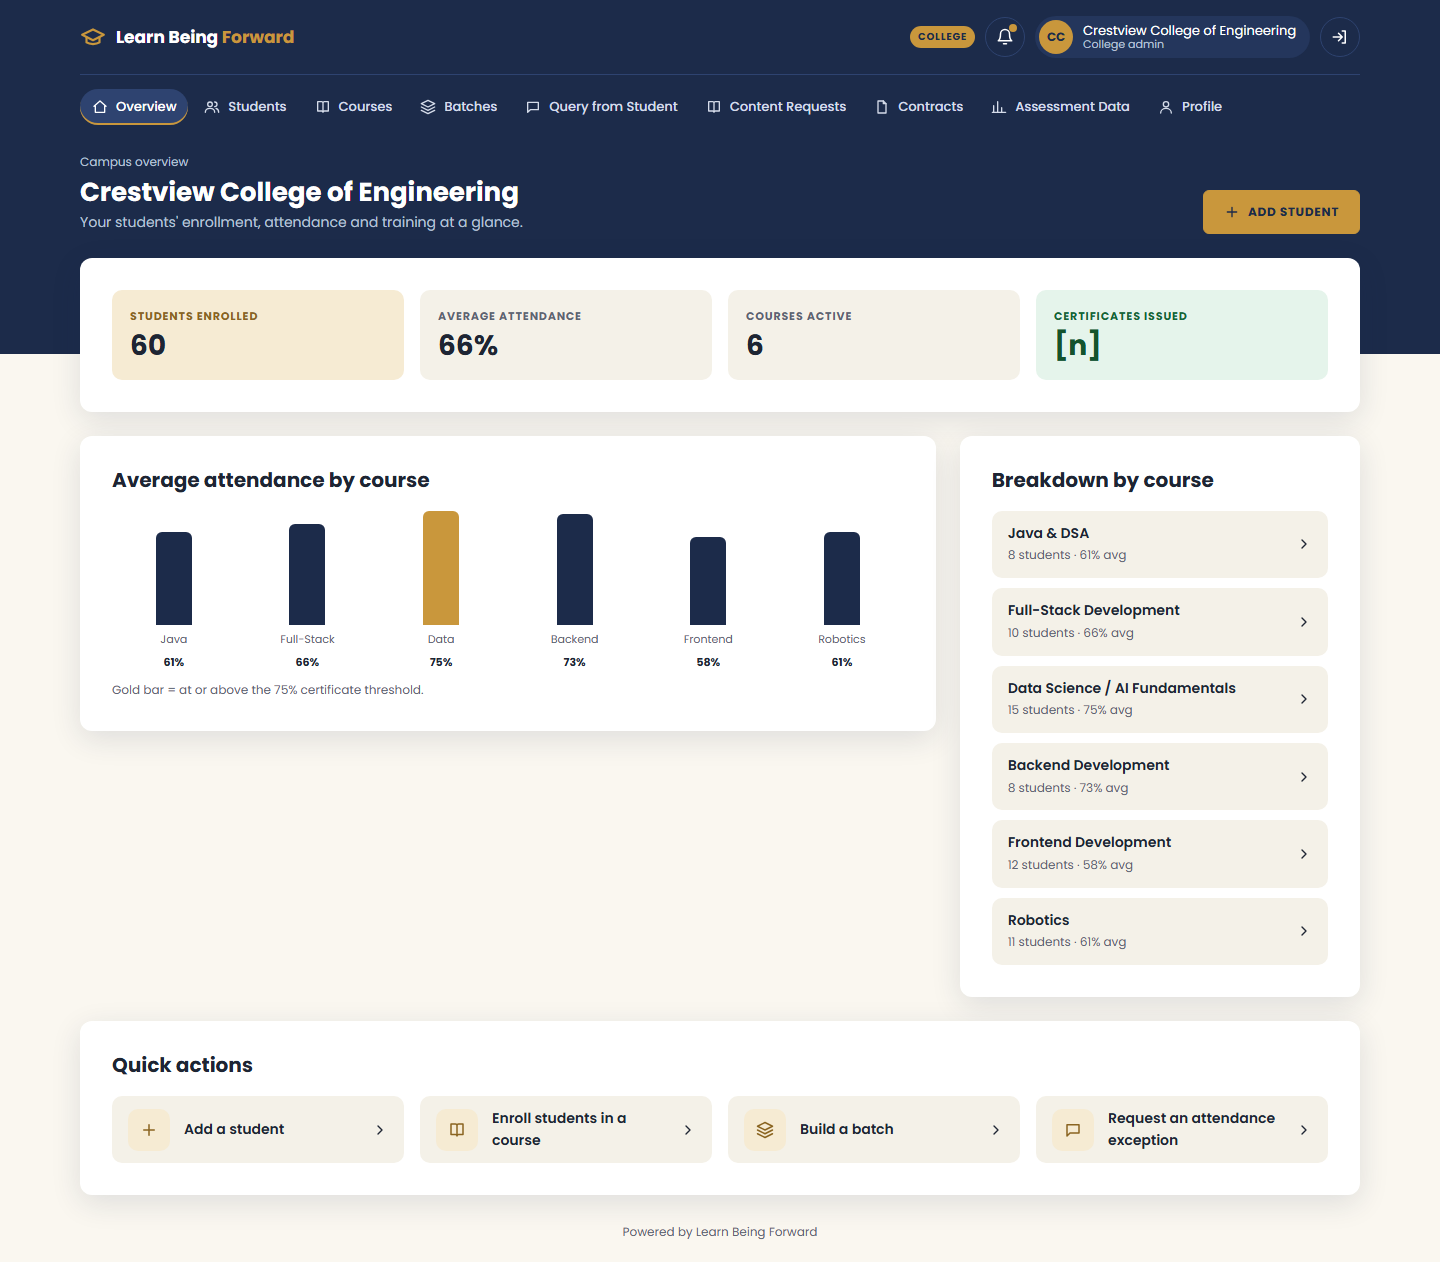 Learn Being Forward
COLLEGE
CC
Crestview College of Engineering
College admin
Overview
Students
Courses
Batches
Query from Student
Content Requests
Contracts
Assessment Data
Profile
Campus overview
Crestview College of Engineering
Your students' enrollment, attendance and training at a glance.
ADD STUDENT
STUDENTS ENROLLED
60
AVERAGE ATTENDANCE
66%
COURSES ACTIVE
6
CERTIFICATES ISSUED
[n]
Average attendance by course
Java
61%
Full-Stack
66%
Data
75%
Backend
73%
Frontend
58%
Robotics
61%
Gold bar = at or above the 75% certificate threshold.
Breakdown by course
Java & DSA
8 students · 61% avg
Full-Stack Development
10 students · 66% avg
Data Science / AI Fundamentals
15 students · 75% avg
Backend Development
8 students · 73% avg
Frontend Development
12 students · 58% avg
Robotics
11 students · 61% avg
Quick actions
Add a student
Enroll students in a
course
Build a batch
Request an attendance
exception
Powered by Learn Being Forward